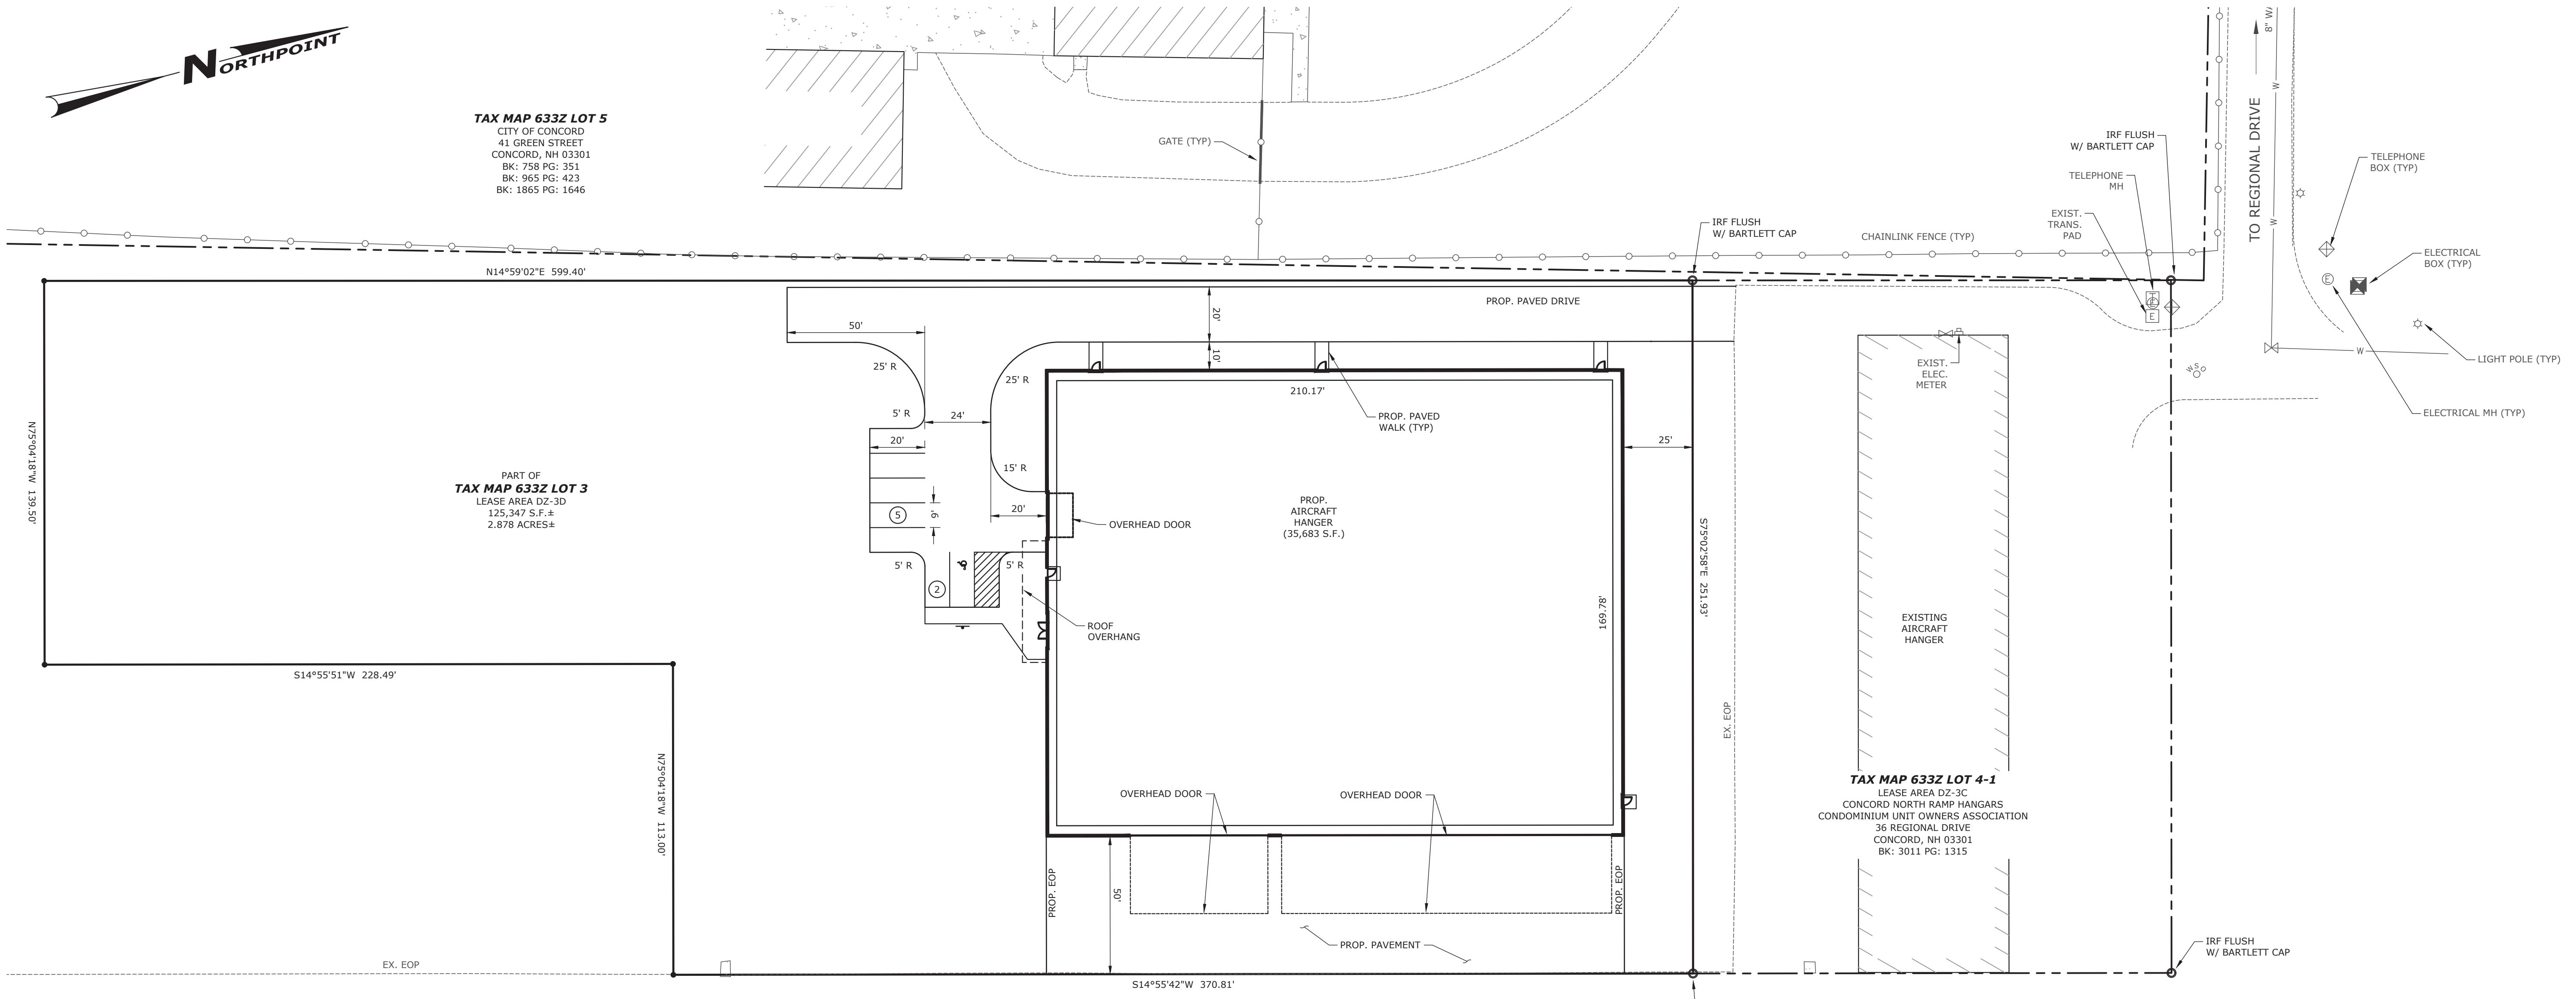 NORTHPOINT
TAX MAP 633Z LOT 5
CITY OF CONCORD
41 GREEN STREET
CONCORD, NH 03301
BK: 758 PG: 351
BK: 965 PG: 423
BK: 1865 PG: 1646
GATE (TYP)
IRF FLUSH
W/ BARTLETT CAP
CHAINLINK FENCE (TYP)
IRF FLUSH
W/ BARTLETT CAP
TELEPHONE
MH
EXIST.
TRANS.
PAD
TO REGIONAL DRIVE
8" W/
W
W
W
TELEPHONE
BOX (TYP)
ELECTRICAL
BOX (TYP)
E
LIGHT POLE (TYP)
ELECTRICAL MH (TYP)
WSO
T
E
E
N14°59'02"E 599.40'
PROP. PAVED DRIVE
20'
10'
50'
25' R
25' R
5' R
24'
20'
15' R
20'
9'
5
5' R
5' R
2
210.17'
PROP. PAVED
WALK (TYP)
25'
EXIST.
ELEC.
METER
N75°04'18"W 139.50'
PART OF
TAX MAP 633Z LOT 3
LEASE AREA DZ-3D
125,347 S.F.±
2.878 ACRES±
OVERHEAD DOOR
PROP.
AIRCRAFT
HANGER
(35,683 S.F.)
S75°02'58"E 251.93'
169.78'
ROOF
OVERHANG
EXISTING
AIRCRAFT
HANGER
S14°55'51"W 228.49'
N75°04'18"W 113.00'
EX. EOP
OVERHEAD DOOR
OVERHEAD DOOR
TAX MAP 633Z LOT 4-1
LEASE AREA DZ-3C
CONCORD NORTH RAMP HANGARS
CONDOMINIUM UNIT OWNERS ASSOCIATION
36 REGIONAL DRIVE
CONCORD, NH 03301
BK: 3011 PG: 1315
PROP. EOP
50'
PROP. EOP
PROP. PAVEMENT
IRF FLUSH
W/ BARTLETT CAP
EX. EOP
S14°55'42"W 370.81'